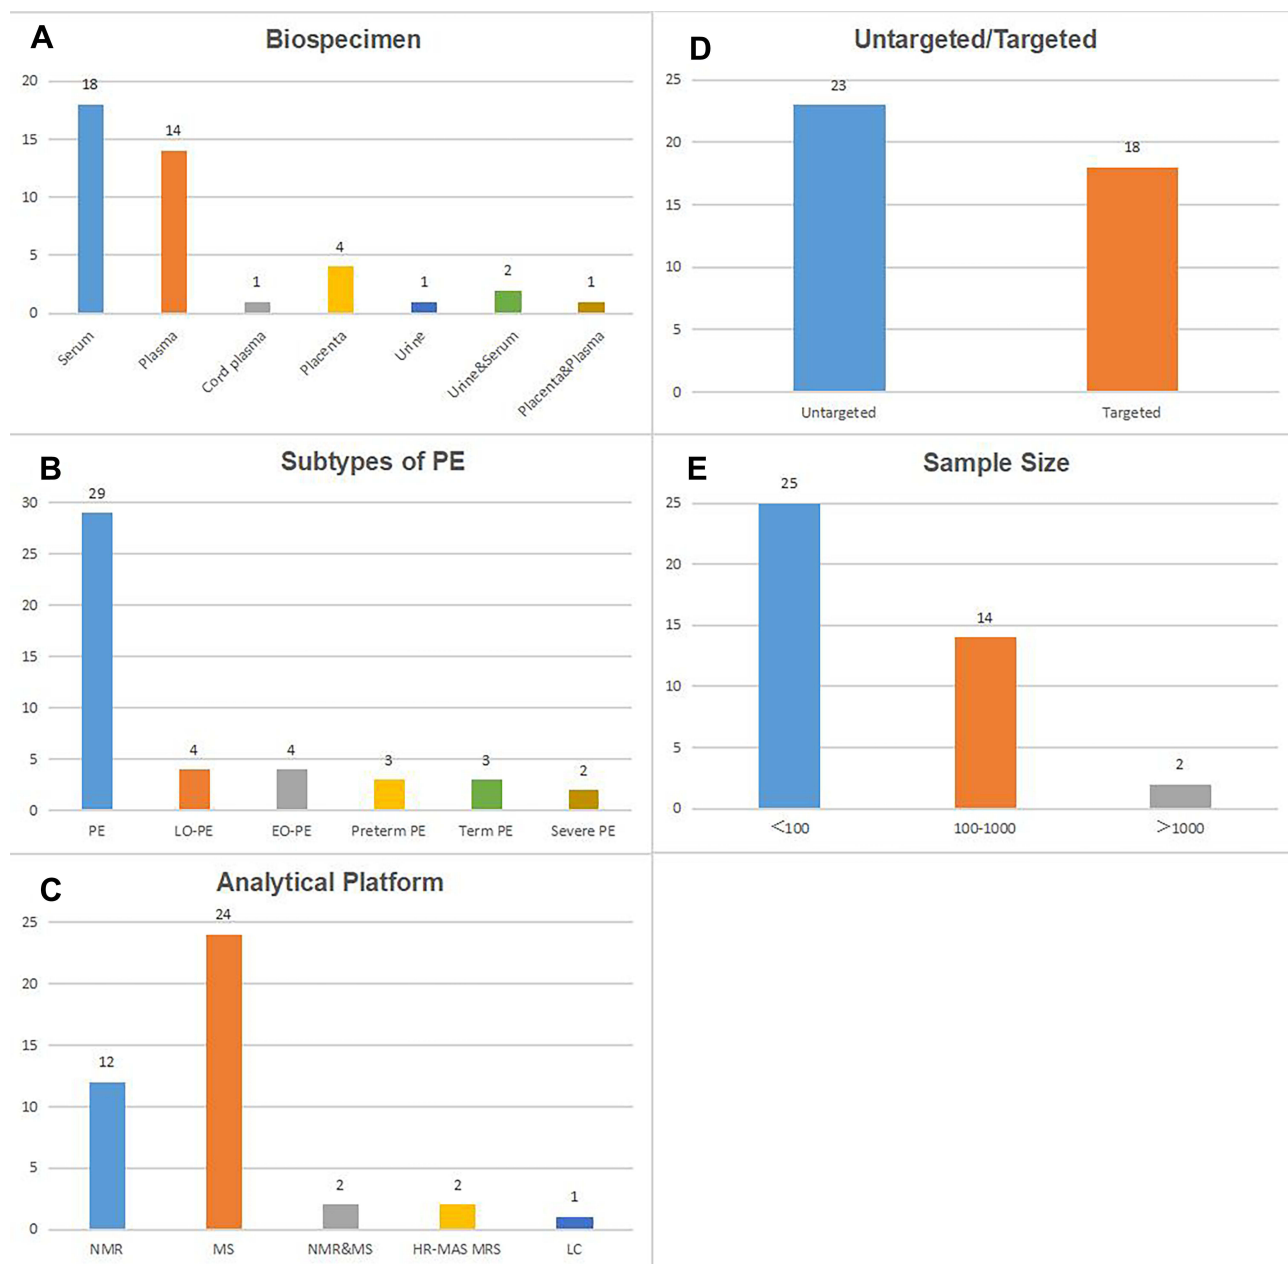 A
Biospecimen
20
15
10
5
0
18
14
1
4
1
2
1
Serum
Plasma
Cord plasma
Placenta
Urine
Urine&Serum
Placenta&Plasma
B
Subtypes of PE
30
25
20
15
10
5
0
29
4
4
3
3
2
PE
LO-PE
EO-PE
Preterm PE
Term PE
Severe PE
C
Analytical Platform
25
20
15
10
5
0
12
24
2
2
1
NMR
MS
NMR&MS
HR-MAS MRS
LC
D
Untargeted/Targeted
25
20
15
10
5
0
23
18
Untargeted
Targeted
E
Sample Size
25
20
15
10
5
0
25
14
2
＜100
100-1000
＞1000